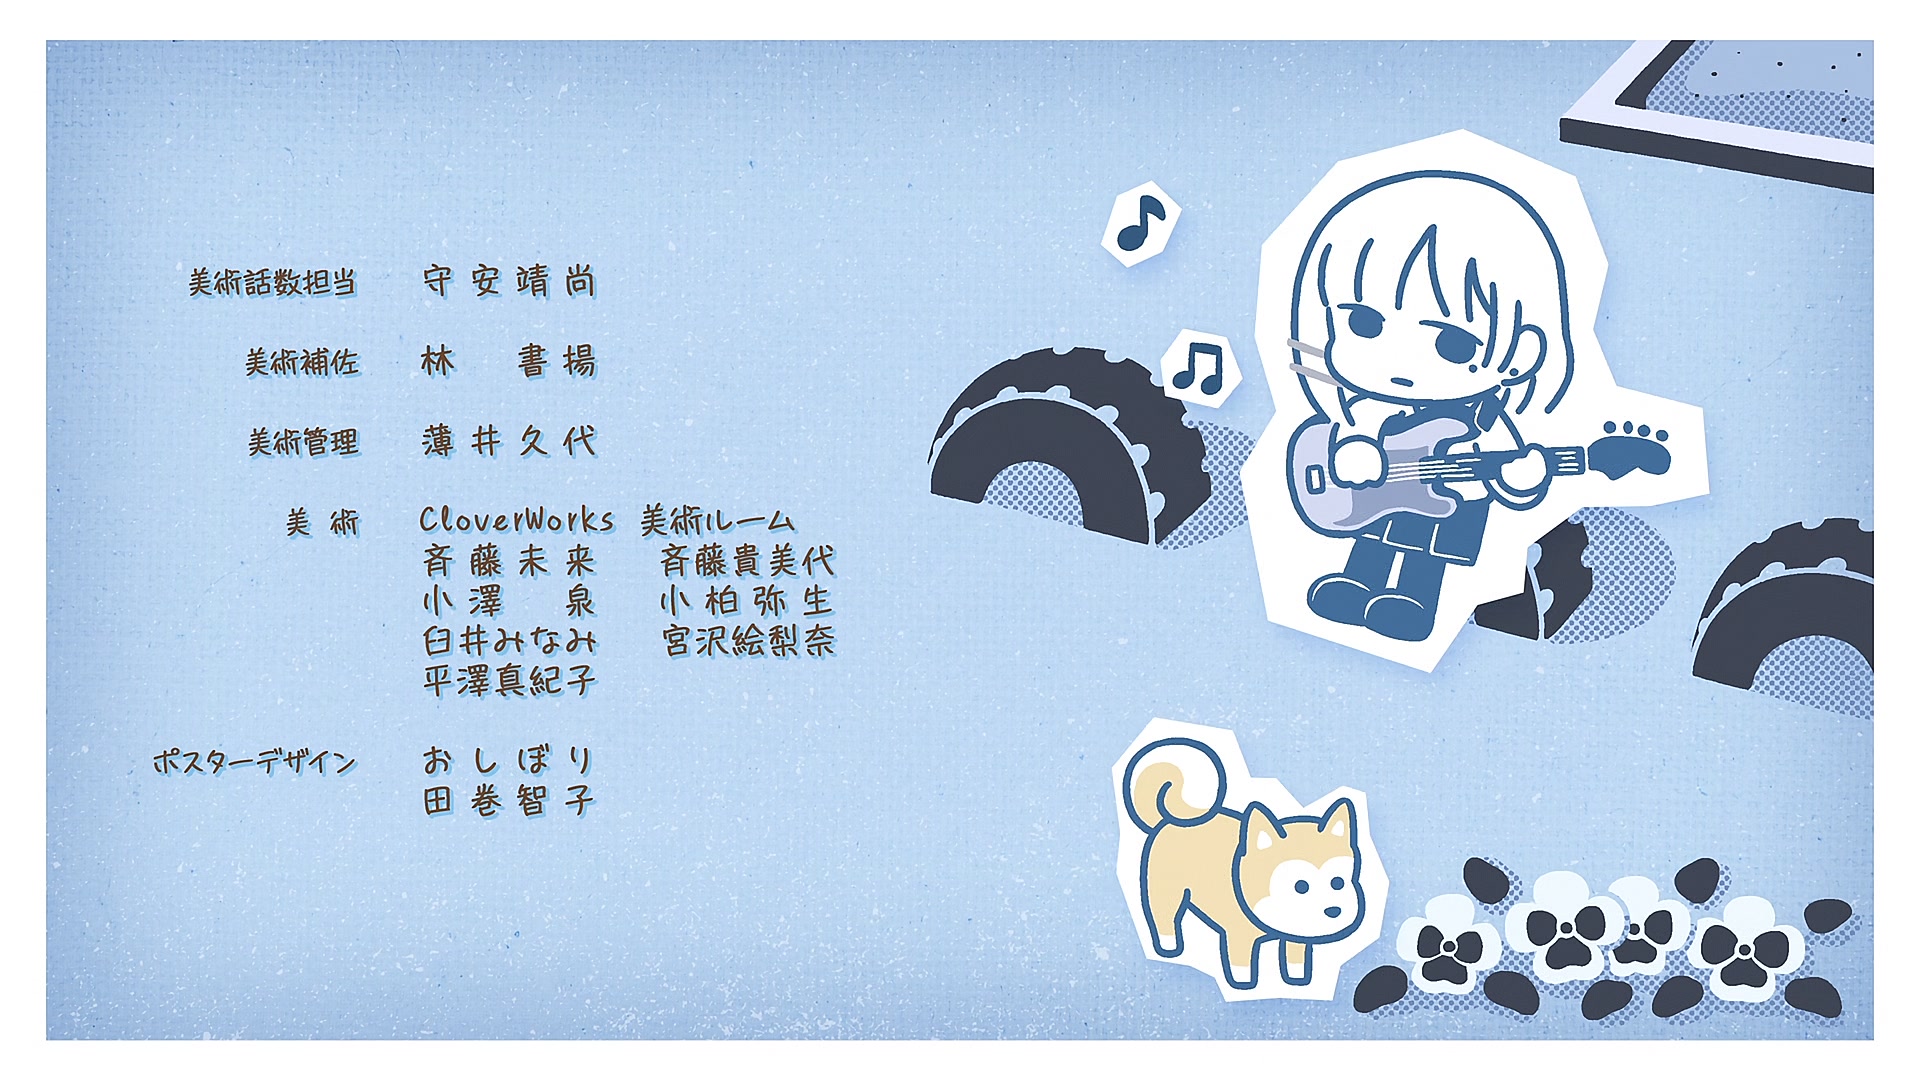 美術話数担当 守安靖尚
美術補佐 林 書揚
美術管理 薄井久代
美術 CloverWorks 美術ルーム
斉藤未来 斉藤貴美代
小澤 泉 小柏弥生
臼井みなみ 宮沢絵梨奈
平澤真紀子
ポスターデザイン おしぼり
田巻智子